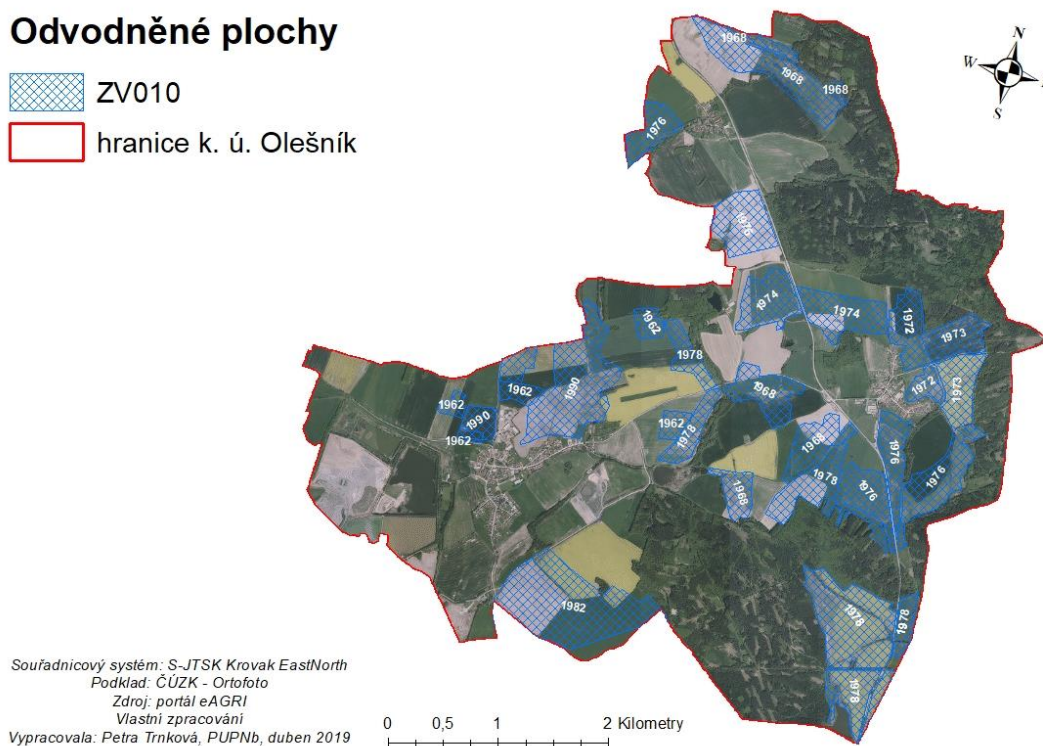 Odvodněné plochy
ZV010
hranice k. ú. Olešník
N
W
S
1968
1968
1968
1976
1976
1974
1974
1972
1973
1962
1978
1972
1973
1990
1962
1968
1962
1990
1962
1978
1962
1968
1976
1978
1976
1976
1968
1982
1978
1978
1978
Souřadnicový systém: S-JTSK Krovak EastNorth
Podklad: ČÚZK - Ortofoto
Zdroj: portál eAGRI
Vlastní zpracování
Vypracovala: Petra Trnková, PUPNb, duben 2019
0 0,5 1 2 Kilometry